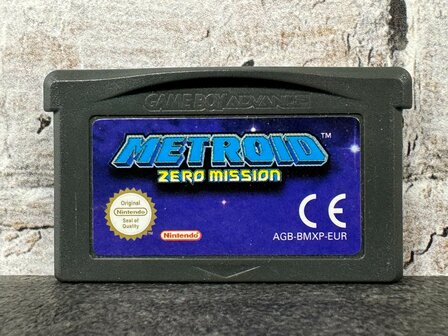 GAME BOY ADVANCE
METROID™
ZERO MISSION
Original
Nintendo
Seal of
Quality
Nintendo
CE
AGB-BMXP-EUR